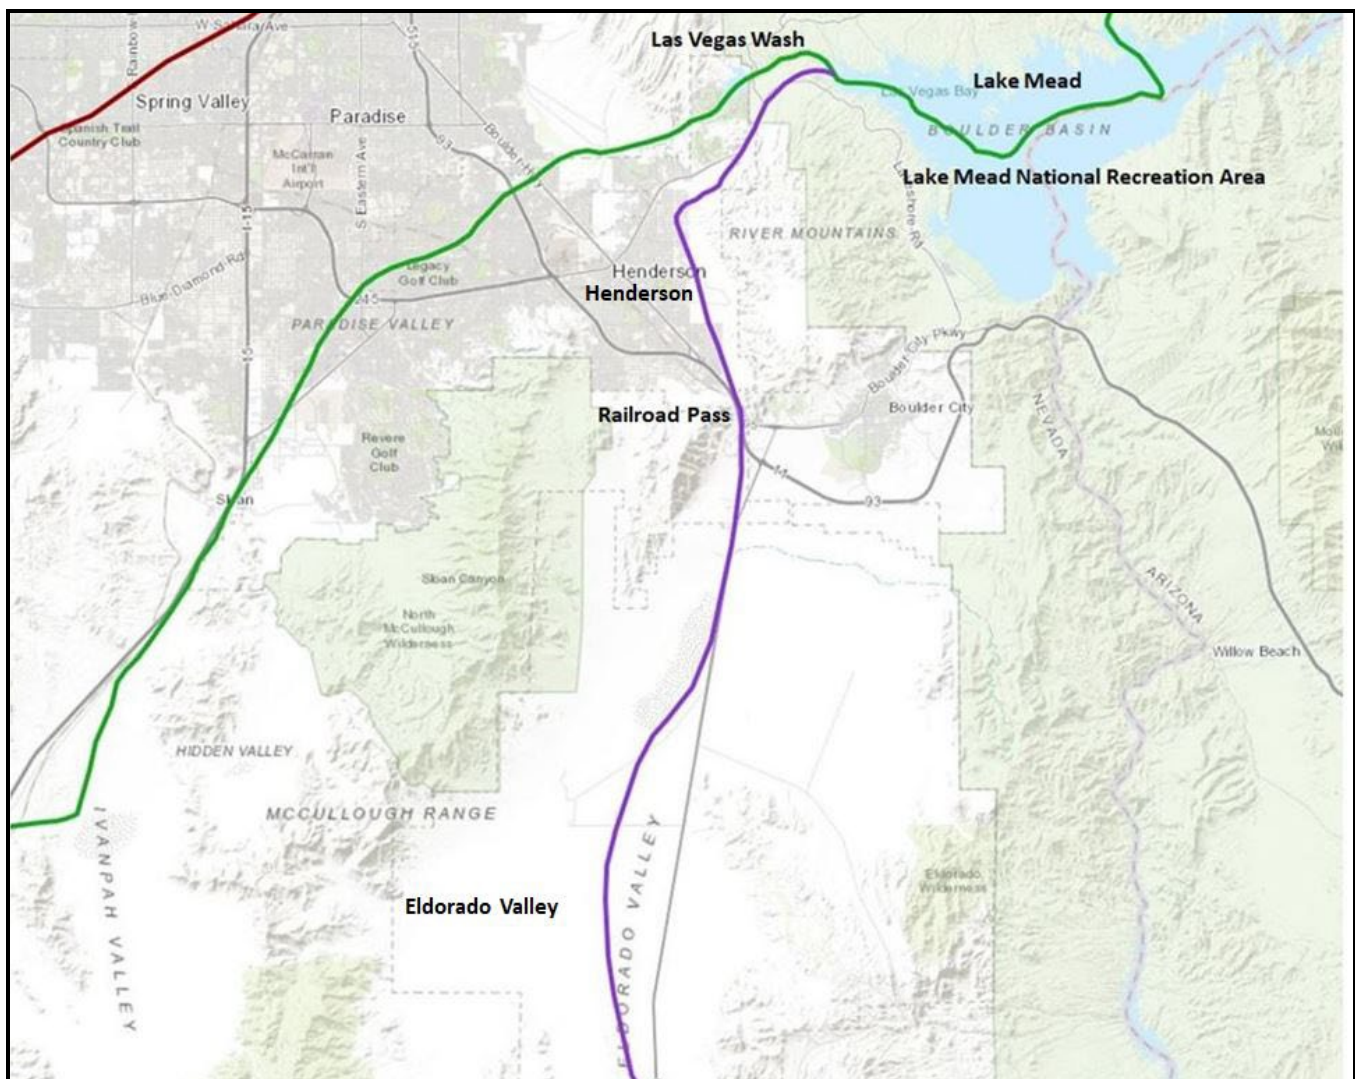 W Sahara Ave
Rainbow
515
Las Vegas Wash
Spring Valley
Lake Mead
Las Vegas Bay
Paradise
BOULDER BASIN
Spanish Trail
Country Club
93
Boulder Hwy
McCarran
Int'l
Airport
S Eastern Ave
Lake Mead National Recreation Area
I-15
Lakeshore Rd
RIVER MOUNTAINS
Blue Diamond Rd
Legacy
Golf Club
Henderson
Henderson
215
PARADISE VALLEY
15
Boulder City Pkwy
Railroad Pass
Boulder City
NEVADA
Revere
Golf
Club
Sloan
93
ARIZONA
Sloan Canyon
North
McCullough
Wilderness
Willow Beach
HIDDEN VALLEY
MCCULLOUGH RANGE
IVANPAH VALLEY
Eldorado
Wilderness
Eldorado Valley
ELDORADO VALLEY